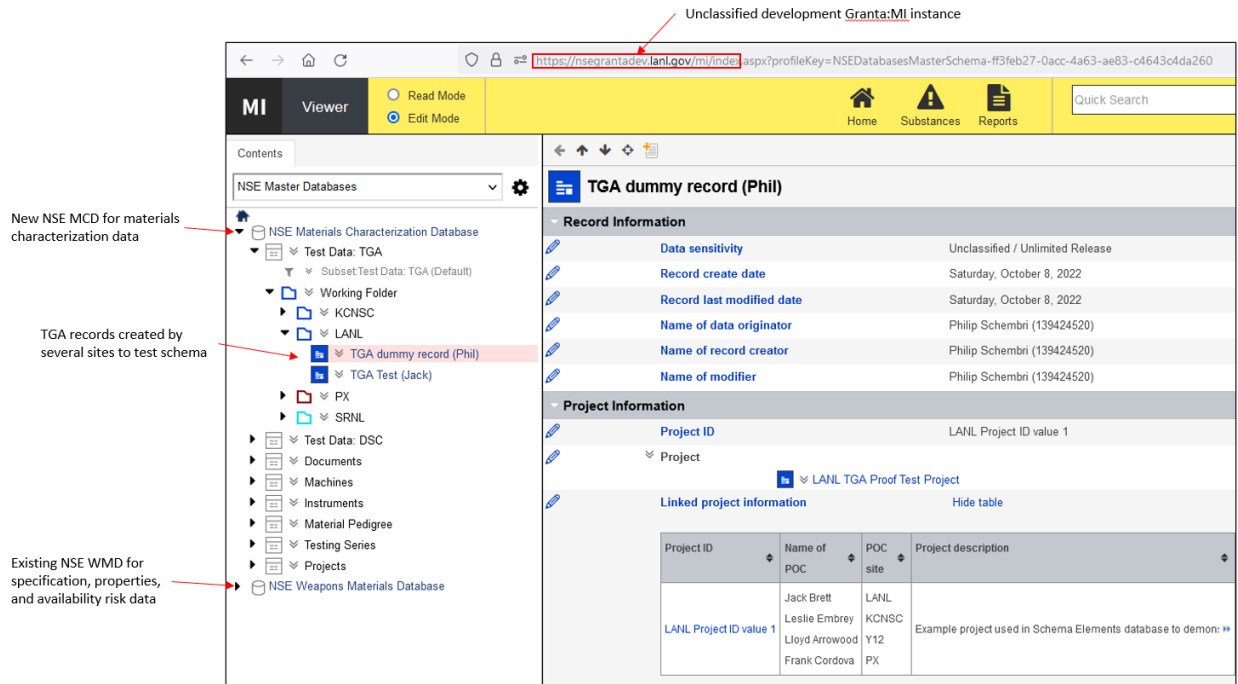 Unclassified development Granta:MI instance
https://nsegrantadev.lanl.gov/mi/index.aspx?profileKey=NSEDatabasesMasterSchema-ff3feb27-0acc-4a63-ae83-c4643c4da260
MI Viewer
Read Mode
Edit Mode
Home
Substances
Reports
Quick Search
Contents
NSE Master Databases
TGA dummy record (Phil)
New NSE MCD for materials
characterization data
NSE Materials Characterization Database
Test Data: TGA
Subset:Test Data: TGA (Default)
Working Folder
KCNSC
LANL
TGA records created by
several sites to test schema
TGA dummy record (Phil)
TGA Test (Jack)
PX
SRNL
Test Data: DSC
Documents
Machines
Instruments
Material Pedigree
Testing Series
Projects
Existing NSE WMD for
specification, properties,
and availability risk data
NSE Weapons Materials Database
Record Information
Data sensitivity Unclassified / Unlimited Release
Record create date Saturday, October 8, 2022
Record last modified date Saturday, October 8, 2022
Name of data originator Philip Schembri (139424520)
Name of record creator Philip Schembri (139424520)
Name of modifier Philip Schembri (139424520)
Project Information
Project ID LANL Project ID value 1
Project
LANL TGA Proof Test Project
Linked project information Hide table
Project ID Name of POC Project description
POC site
Jack Brett LANL
Leslie Embrey KCNSC
LANL Project ID value 1 Lloyd Arrowood Y12 Example project used in Schema Elements database to demon:
Frank Cordova PX